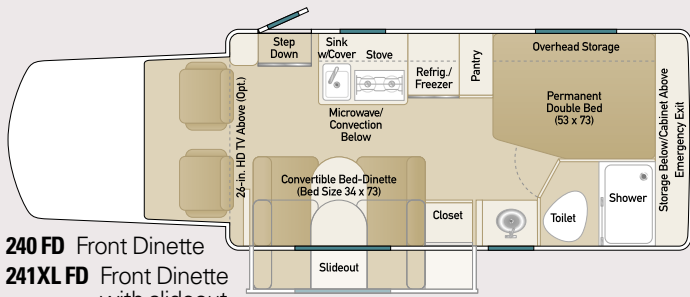 Step
Down
Sink
w/Cover
Stove
Refrig./
Freezer
Pantry
Overhead Storage
Microwave/
Convection
Below
Permanent
Double Bed
(53 x 73)
26-in. HD TV Above (Opt.)
Storage Below/Cabinet Above
Emergency Exit
Convertible Bed-Dinette
(Bed Size 34 x 73)
Closet
Toilet
Shower
Slideout
240 FD Front Dinette
241XL FD Front Dinette
with slideout